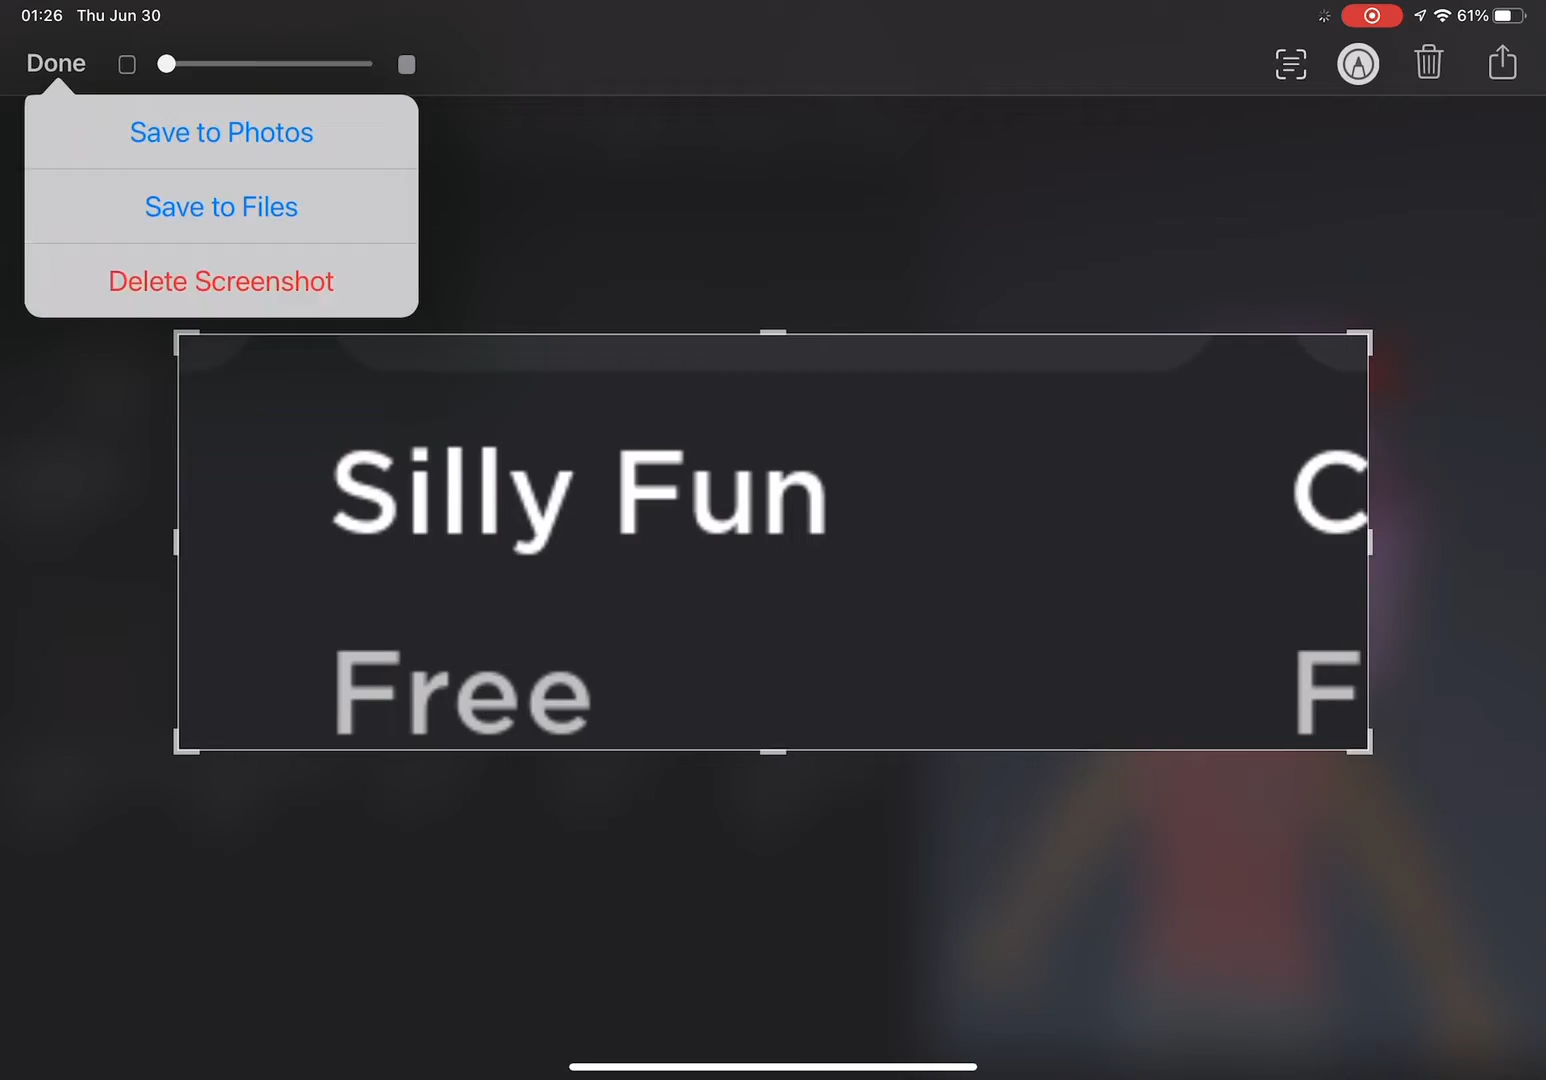 01:26 Thu Jun 30 61%
Done
Save to Photos
Save to Files
Delete Screenshot
Silly Fun C
Free F